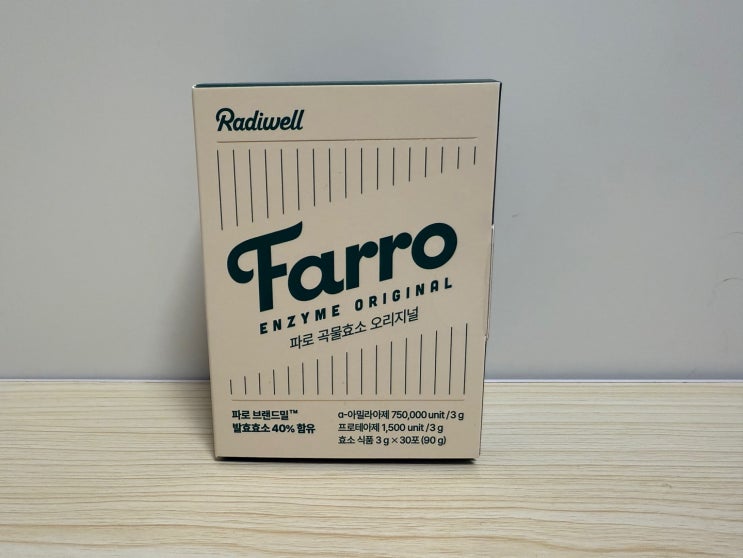 Radiwell
Farro
ENZYME ORIGINAL
파로 곡물효소 오리지널
파로 브랜드밀™
발효효소 40% 함유
α-아밀라아제 750,000 unit / 3 g
프로테아제 1,500 unit / 3 g
효소 식품 3 g × 30포 (90 g)